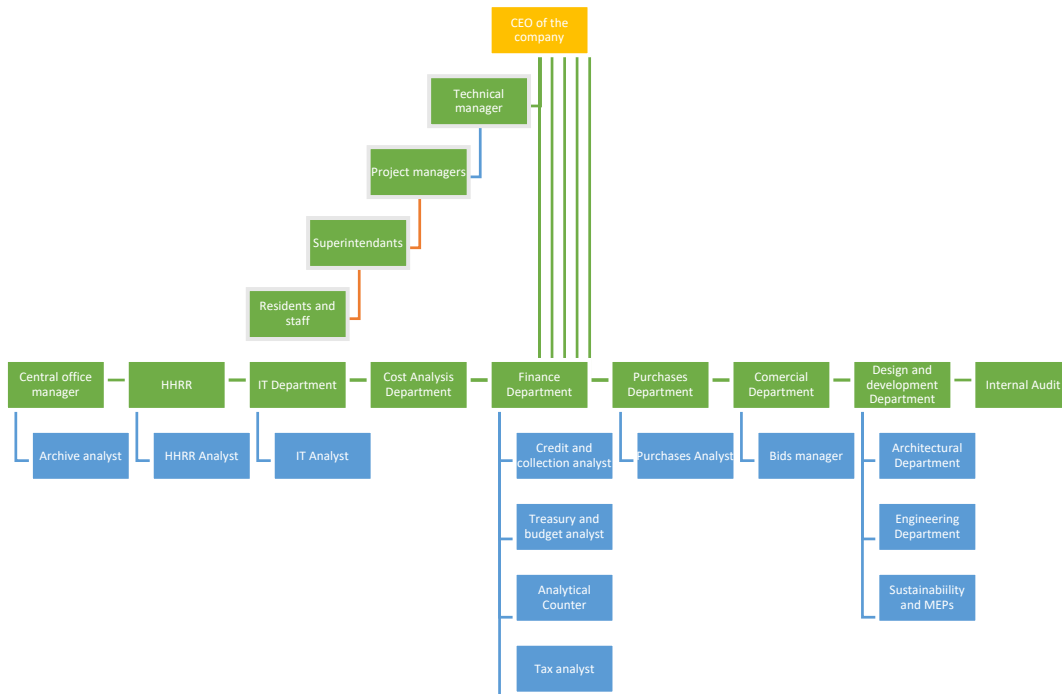 CEO of the
company
Technical
manager
Project managers
Superintendants
Residents and
staff
Central office
manager
HHRR
IT Department
Cost Analysis
Department
Finance
Department
Purchases
Department
Comercial
Department
Design and
development
Department
Internal Audit
Archive analyst
HHRR Analyst
IT Analyst
Credit and
collection analyst
Purchases Analyst
Bids manager
Architectural
Department
Treasury and
budget analyst
Engineering
Department
Analytical
Counter
Sustainabiility
and MEPs
Tax analyst